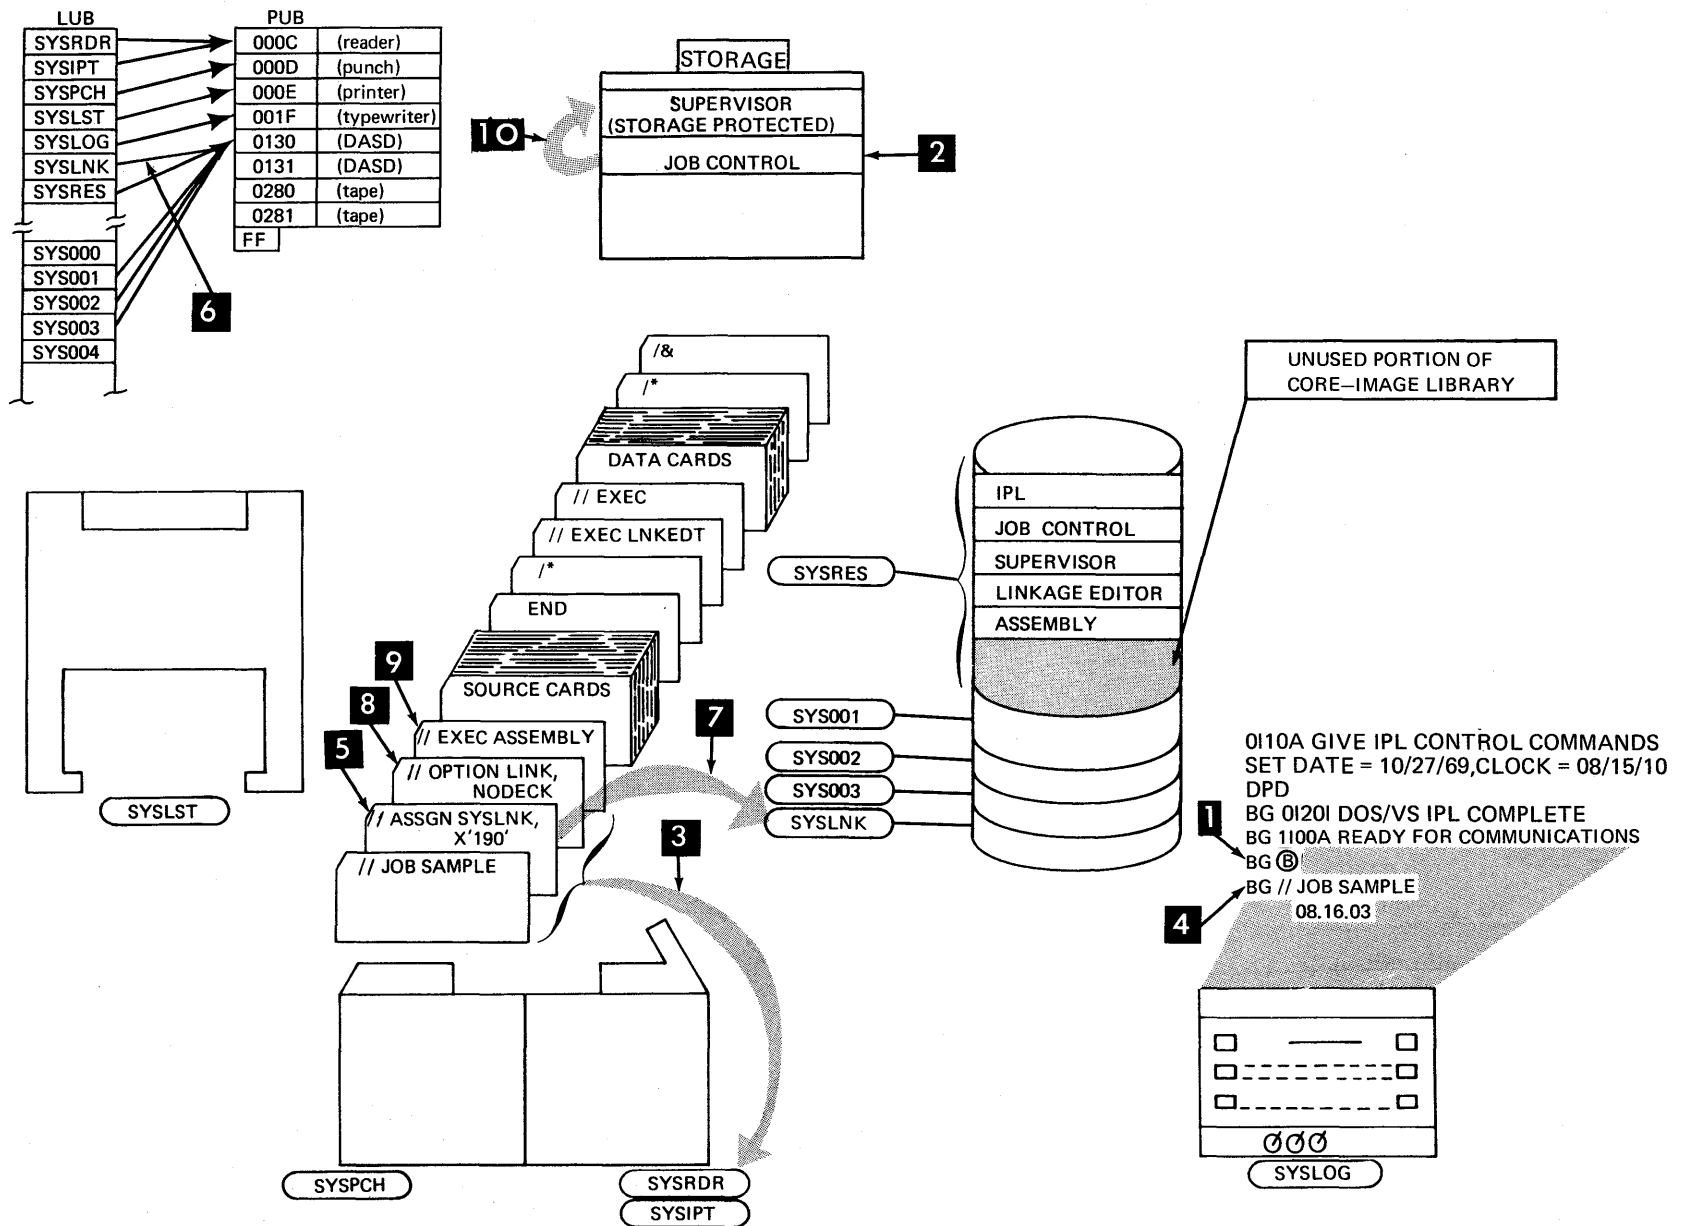 LUB
SYSRDR
SYSIPT
SYSPCH
SYSLST
SYSLOG
SYSLNK
SYSRES
SYS000
SYS001
SYS002
SYS003
SYS004
PUB
000C (reader)
000D (punch)
000E (printer)
001F (typewriter)
0130 (DASD)
0131 (DASD)
0280 (tape)
0281 (tape)
FF
6
STORAGE
SUPERVISOR
(STORAGE PROTECTED)
JOB CONTROL
10
2
/&
/*
DATA CARDS
// EXEC
// EXEC LNKEDT
/*
END
SOURCE CARDS
9
// EXEC ASSEMBLY
8
// OPTION LINK,
NODECK
5
// ASSGN SYSLNK,
X'190'
// JOB SAMPLE
7
3
SYSLST
SYSPCH
SYSRDR
SYSIPT
UNUSED PORTION OF
CORE–IMAGE LIBRARY
IPL
JOB CONTROL
SUPERVISOR
LINKAGE EDITOR
ASSEMBLY
SYSRES
SYS001
SYS002
SYS003
SYSLNK
0I10A GIVE IPL CONTROL COMMANDS
SET DATE = 10/27/69,CLOCK = 08/15/10
DPD
BG 0I20I DOS/VS IPL COMPLETE
BG 1I00A READY FOR COMMUNICATIONS
1
BG Ⓑ
BG // JOB SAMPLE
08.16.03
4
SYSLOG